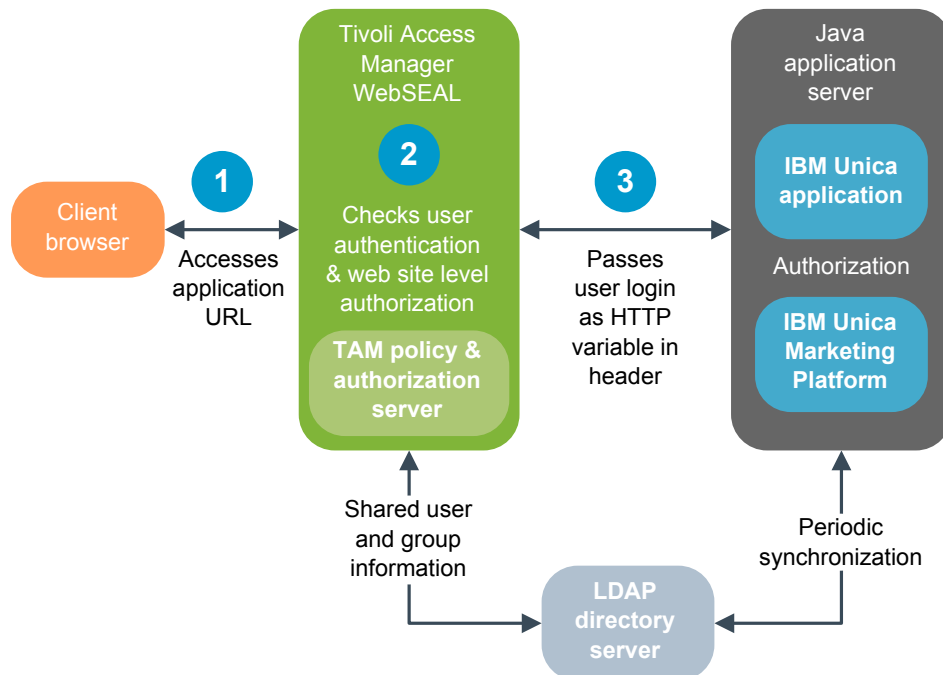 Client
browser
1
Accesses
application
URL
Tivoli Access
Manager
WebSEAL
2
Checks user
authentication
& web site level
authorization
TAM policy &
authorization
server
3
Passes
user login
as HTTP
variable in
header
Java
application
server
IBM Unica
application
Authorization
IBM Unica
Marketing
Platform
Shared user
and group
information
LDAP
directory
server
Periodic
synchronization